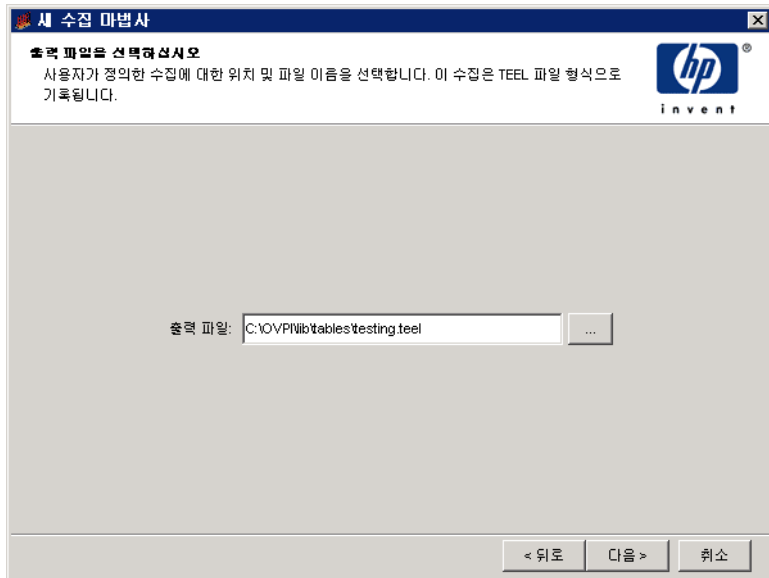 새 수집 마법사
출력 파일을 선택하십시오
사용자가 정의한 수집에 대한 위치 및 파일 이름을 선택합니다. 이 수집은 TEEL 파일 형식으로
기록됩니다.
hp
®
invent
출력 파일: C:\OVPI\lib\tables\testing.teel ...
< 뒤로 다음 > 취소